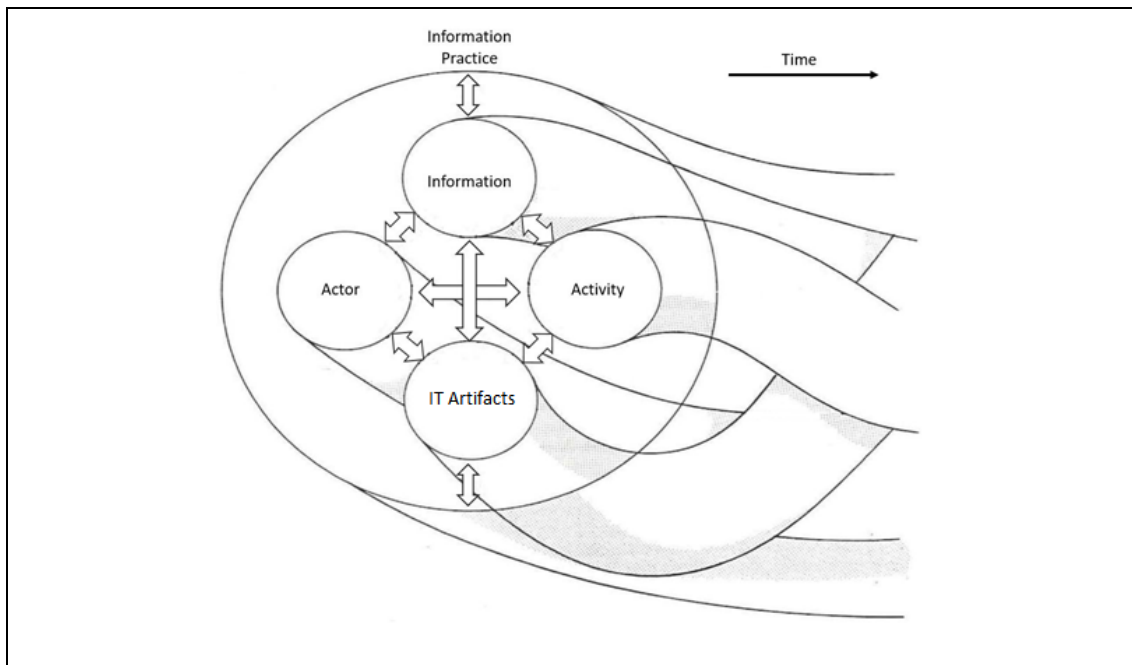 Information
Practice
Time
Information
Actor
Activity
IT Artifacts